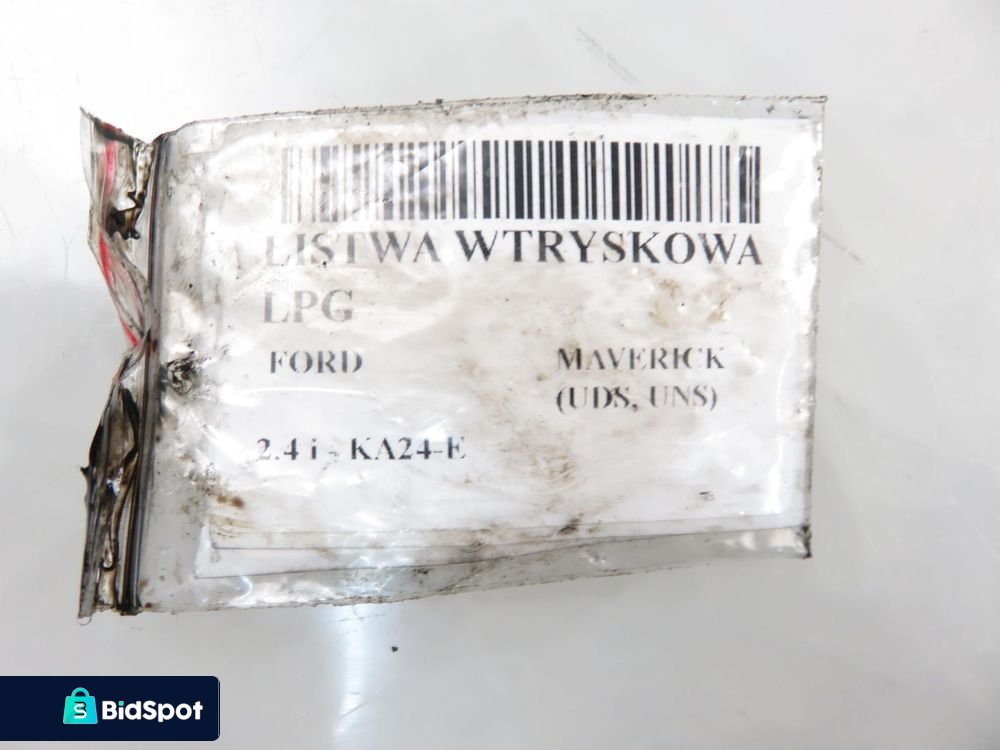 LISTWA WTRYSKOWA
LPG
FORD MAVERICK
(UDS, UNS)
2.4 i - KA24-E
BidSpot